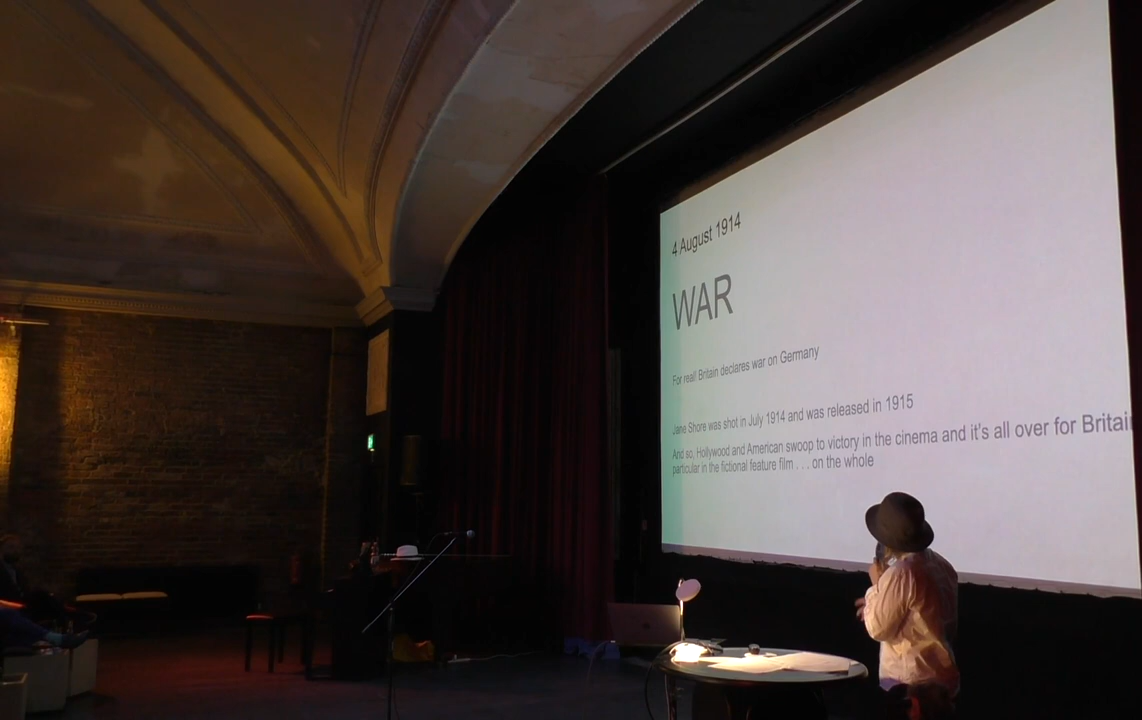 4 August 1914
WAR
For real! Britain declares war on Germany
Jane Shore was shot in July 1914 and was released in 1915
And so, Hollywood and American swoop to victory in the cinema and it's all over for Britain
particular in the fictional feature film . . . on the whole